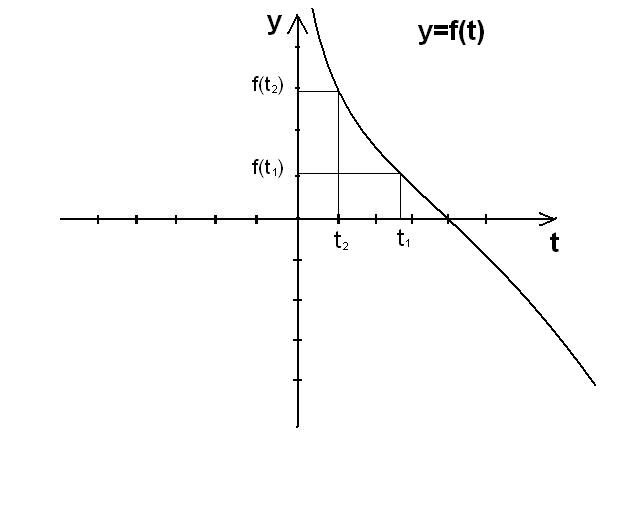 y
y=f(t)
f(t₂)
f(t₁)
t₂
t₁
t